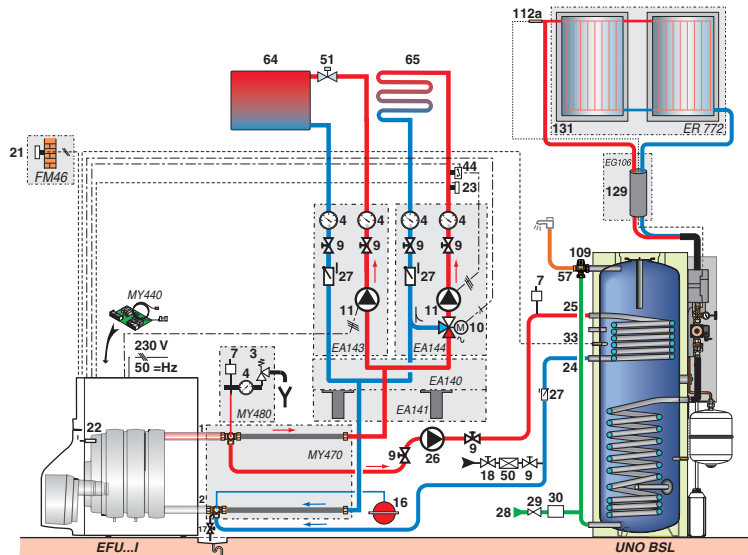 112a
64
51
65
131
ER 772
21
FM46
44
23
EG106
129
4
4
4
4
9
9
9
9
27
27
109
57
7
MY440
11
11
M
10
25
230 V
50 =Hz
EA143
EA144
33
7
3
4
EA140
24
EA141
27
MY480
22
1
MY470
9
26
9
18
50
9
2
16
17
28
29
30
EFU...I
UNO BSL